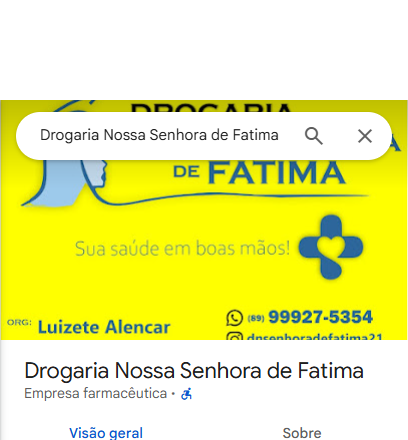 DROGARIA
Drogaria Nossa Senhora de Fatima
DE FATIMA
Sua saúde em boas mãos!
ORG: Luizete Alencar
(89) 99927-5354
dnsenhoradefatima21
Drogaria Nossa Senhora de Fatima
Empresa farmacêutica ·
Visão geral
Sobre